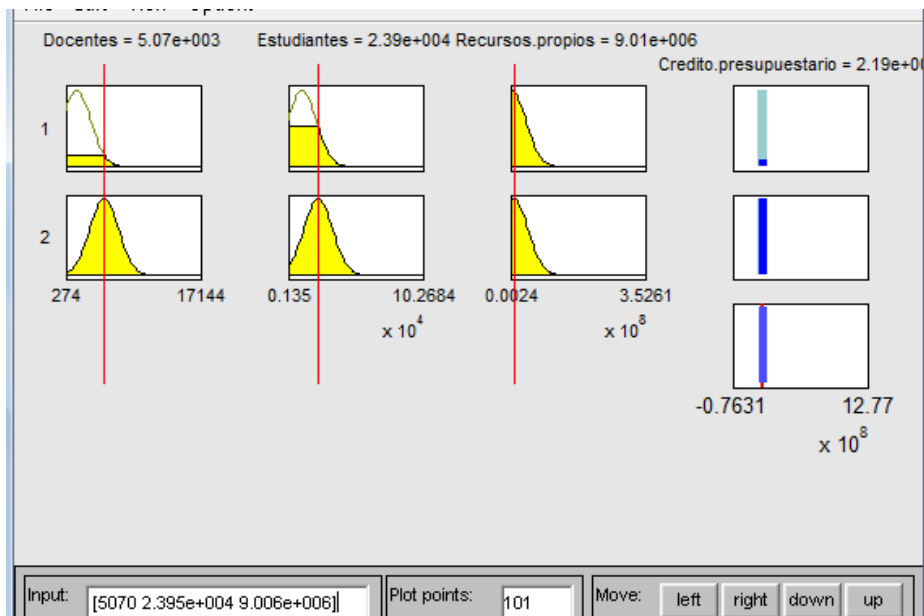 Docentes = 5.07e+003 Estudiantes = 2.39e+004 Recursos.propios = 9.01e+006
Credito.presupuestario = 2.19e+00
1
2
274 17144 0.135 10.2684 0.0024 3.5261
x 10^4 x 10^8
-0.7631 12.77
x 10^8
Input: [5070 2.395e+004 9.006e+006] Plot points: 101 Move: left right down up